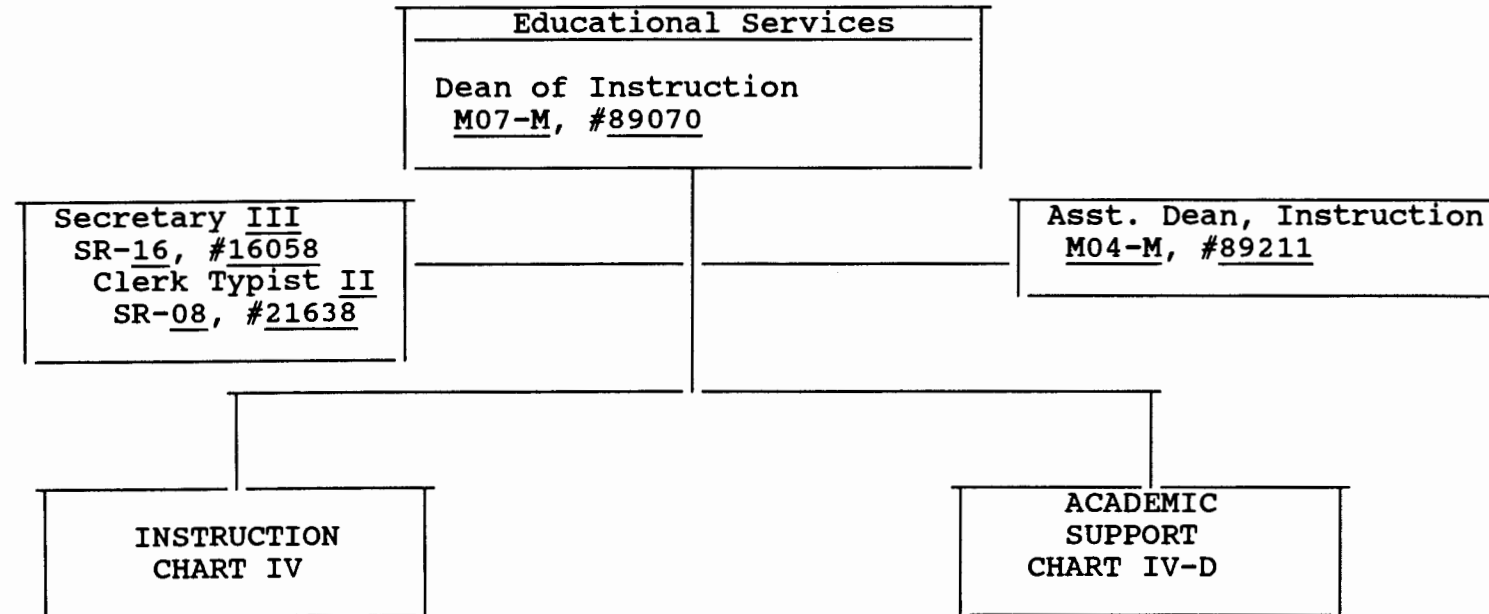 Educational Services
Dean of Instruction
M07-M, #89070
Secretary III
SR-16, #16058
Clerk Typist II
SR-08, #21638
Asst. Dean, Instruction
M04-M, #89211
INSTRUCTION
CHART IV
ACADEMIC
SUPPORT
CHART IV-D